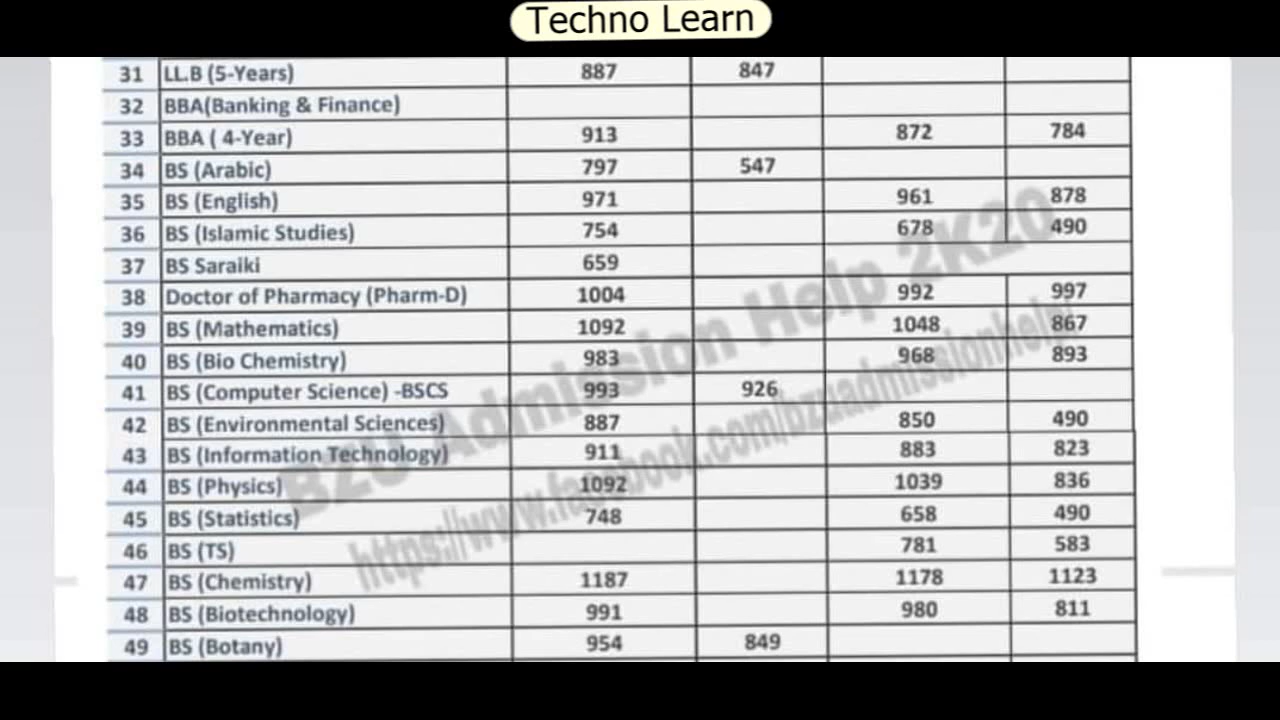 Techno Learn
31 LL.B (5-Years) 887 847
32 BBA(Banking & Finance)
33 BBA ( 4-Year) 913 872 784
34 BS (Arabic) 797 547
35 BS (English) 971 961 878
36 BS (Islamic Studies) 754 678 490
37 BS Saraiki 659
38 Doctor of Pharmacy (Pharm-D) 1004 992 997
39 BS (Mathematics) 1092 1048 867
40 BS (Bio Chemistry) 983 968 893
41 BS (Computer Science) -BSCS 993 926
42 BS (Environmental Sciences) 887 850 490
43 BS (Information Technology) 911 883 823
44 BS (Physics) 1092 1039 836
45 BS (Statistics) 748 658 490
46 BS (TS) 781 583
47 BS (Chemistry) 1187 1178 1123
48 BS (Biotechnology) 991 980 811
49 BS (Botany) 954 849
BZU Admission Help 2K20
https://www.facebook.com/bzuadmissionhelp/